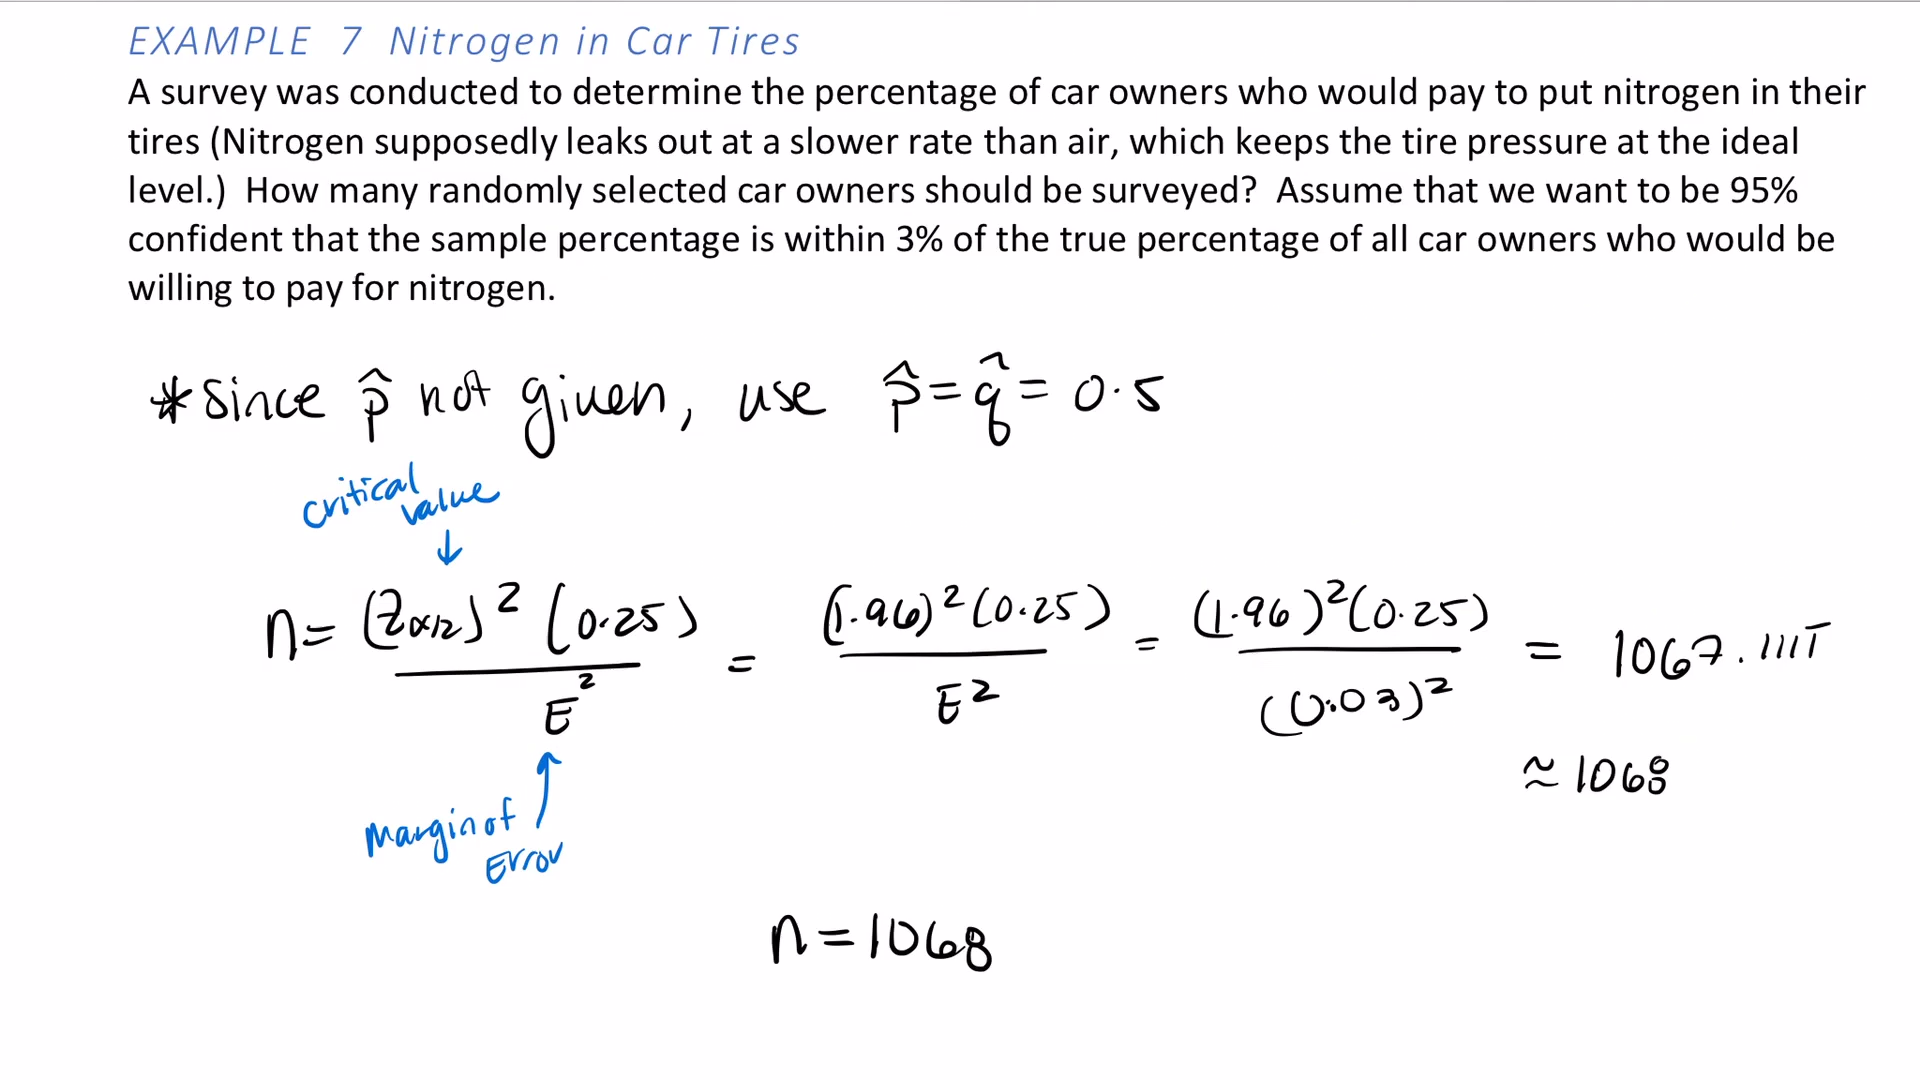 EXAMPLE 7 Nitrogen in Car Tires
A survey was conducted to determine the percentage of car owners who would pay to put nitrogen in their
tires (Nitrogen supposedly leaks out at a slower rate than air, which keeps the tire pressure at the ideal
level.) How many randomly selected car owners should be surveyed? Assume that we want to be 95%
confident that the sample percentage is within 3% of the true percentage of all car owners who would be
willing to pay for nitrogen.
*Since p̂ not given, use p̂ = q̂ = 0.5
critical
value
↓
n = (Zα/2)² (0.25) / E² = (1.96)² (0.25) / E² = (1.96)² (0.25) / (0.03)² = 1067.111̅
≈ 1068
Margin of
Error
n = 1068